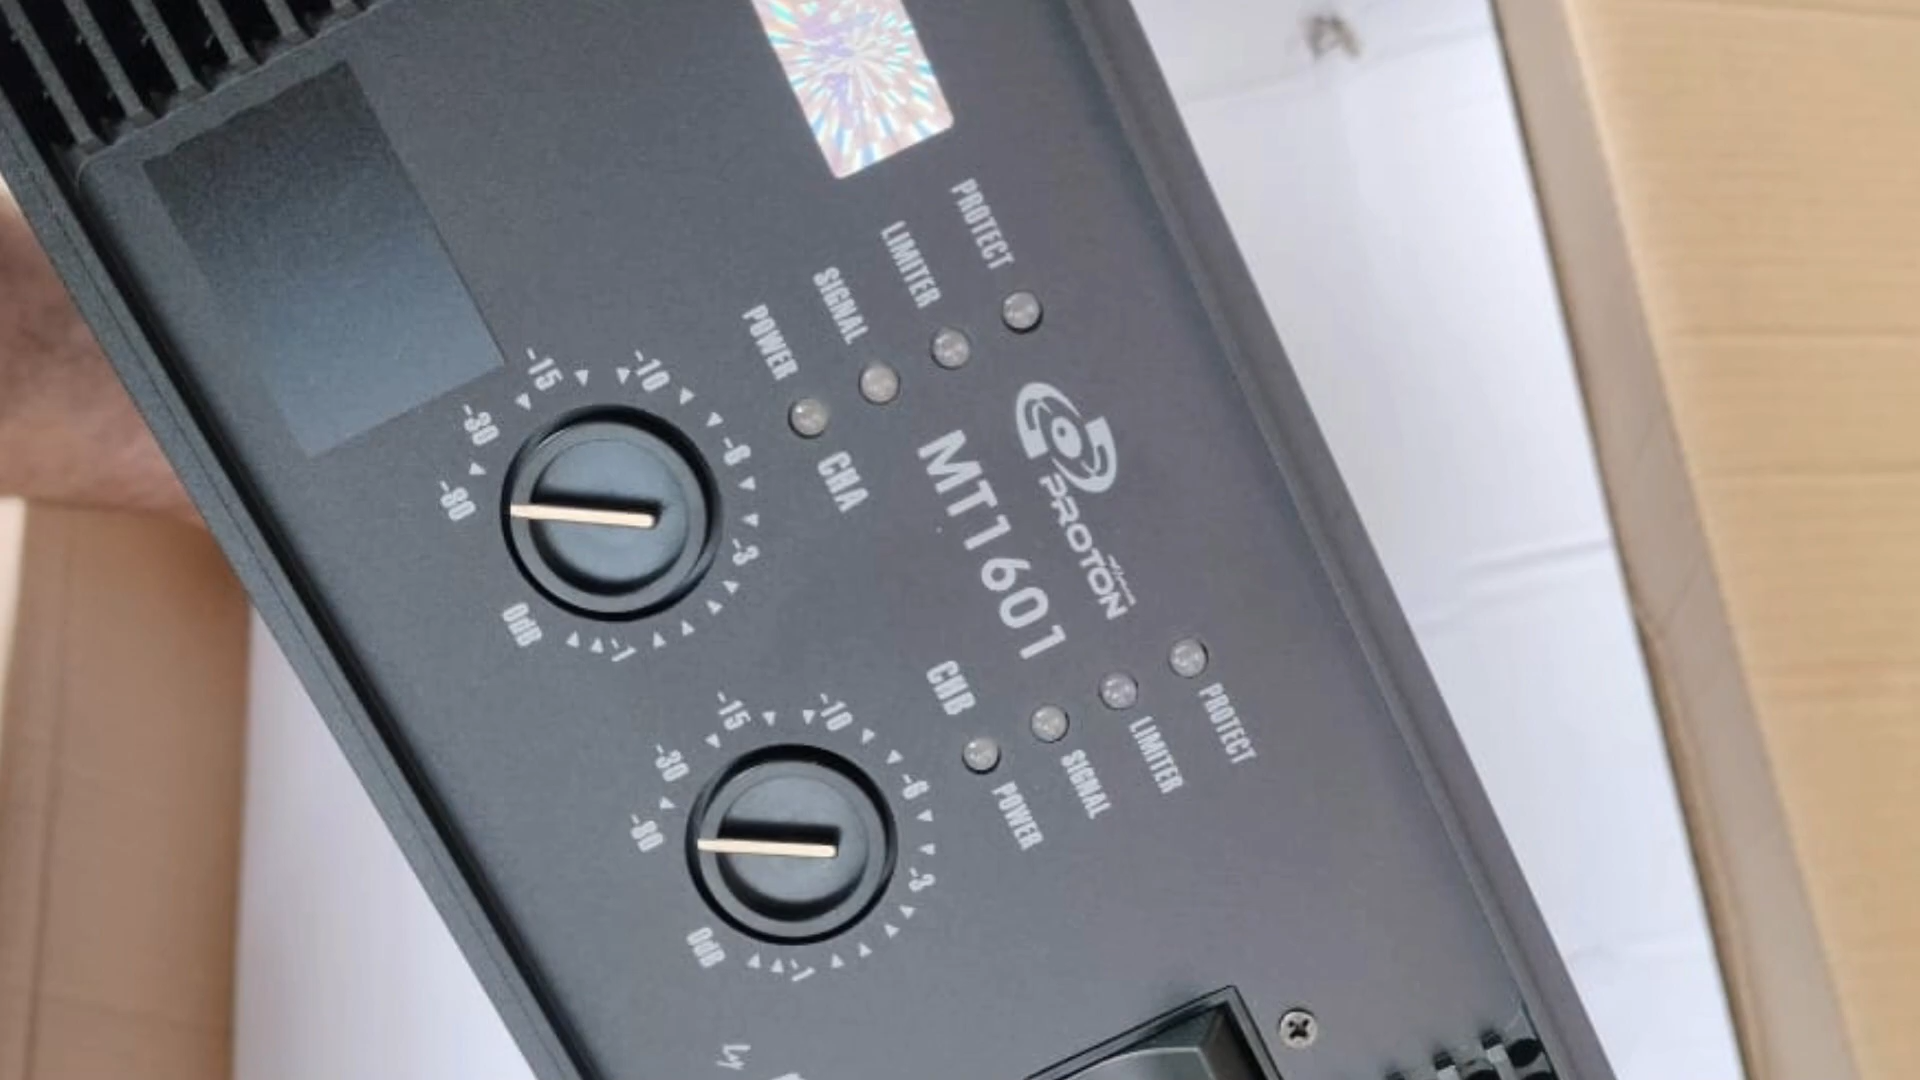 PROTECT
LIMITER
SIGNAL
POWER
CHA
PROTON
MT1601
CHB
PROTECT
LIMITER
SIGNAL
POWER
-80
-30
-15
-10
-6
-3
-1
0dB
-80
-30
-15
-10
-6
-3
-1
0dB